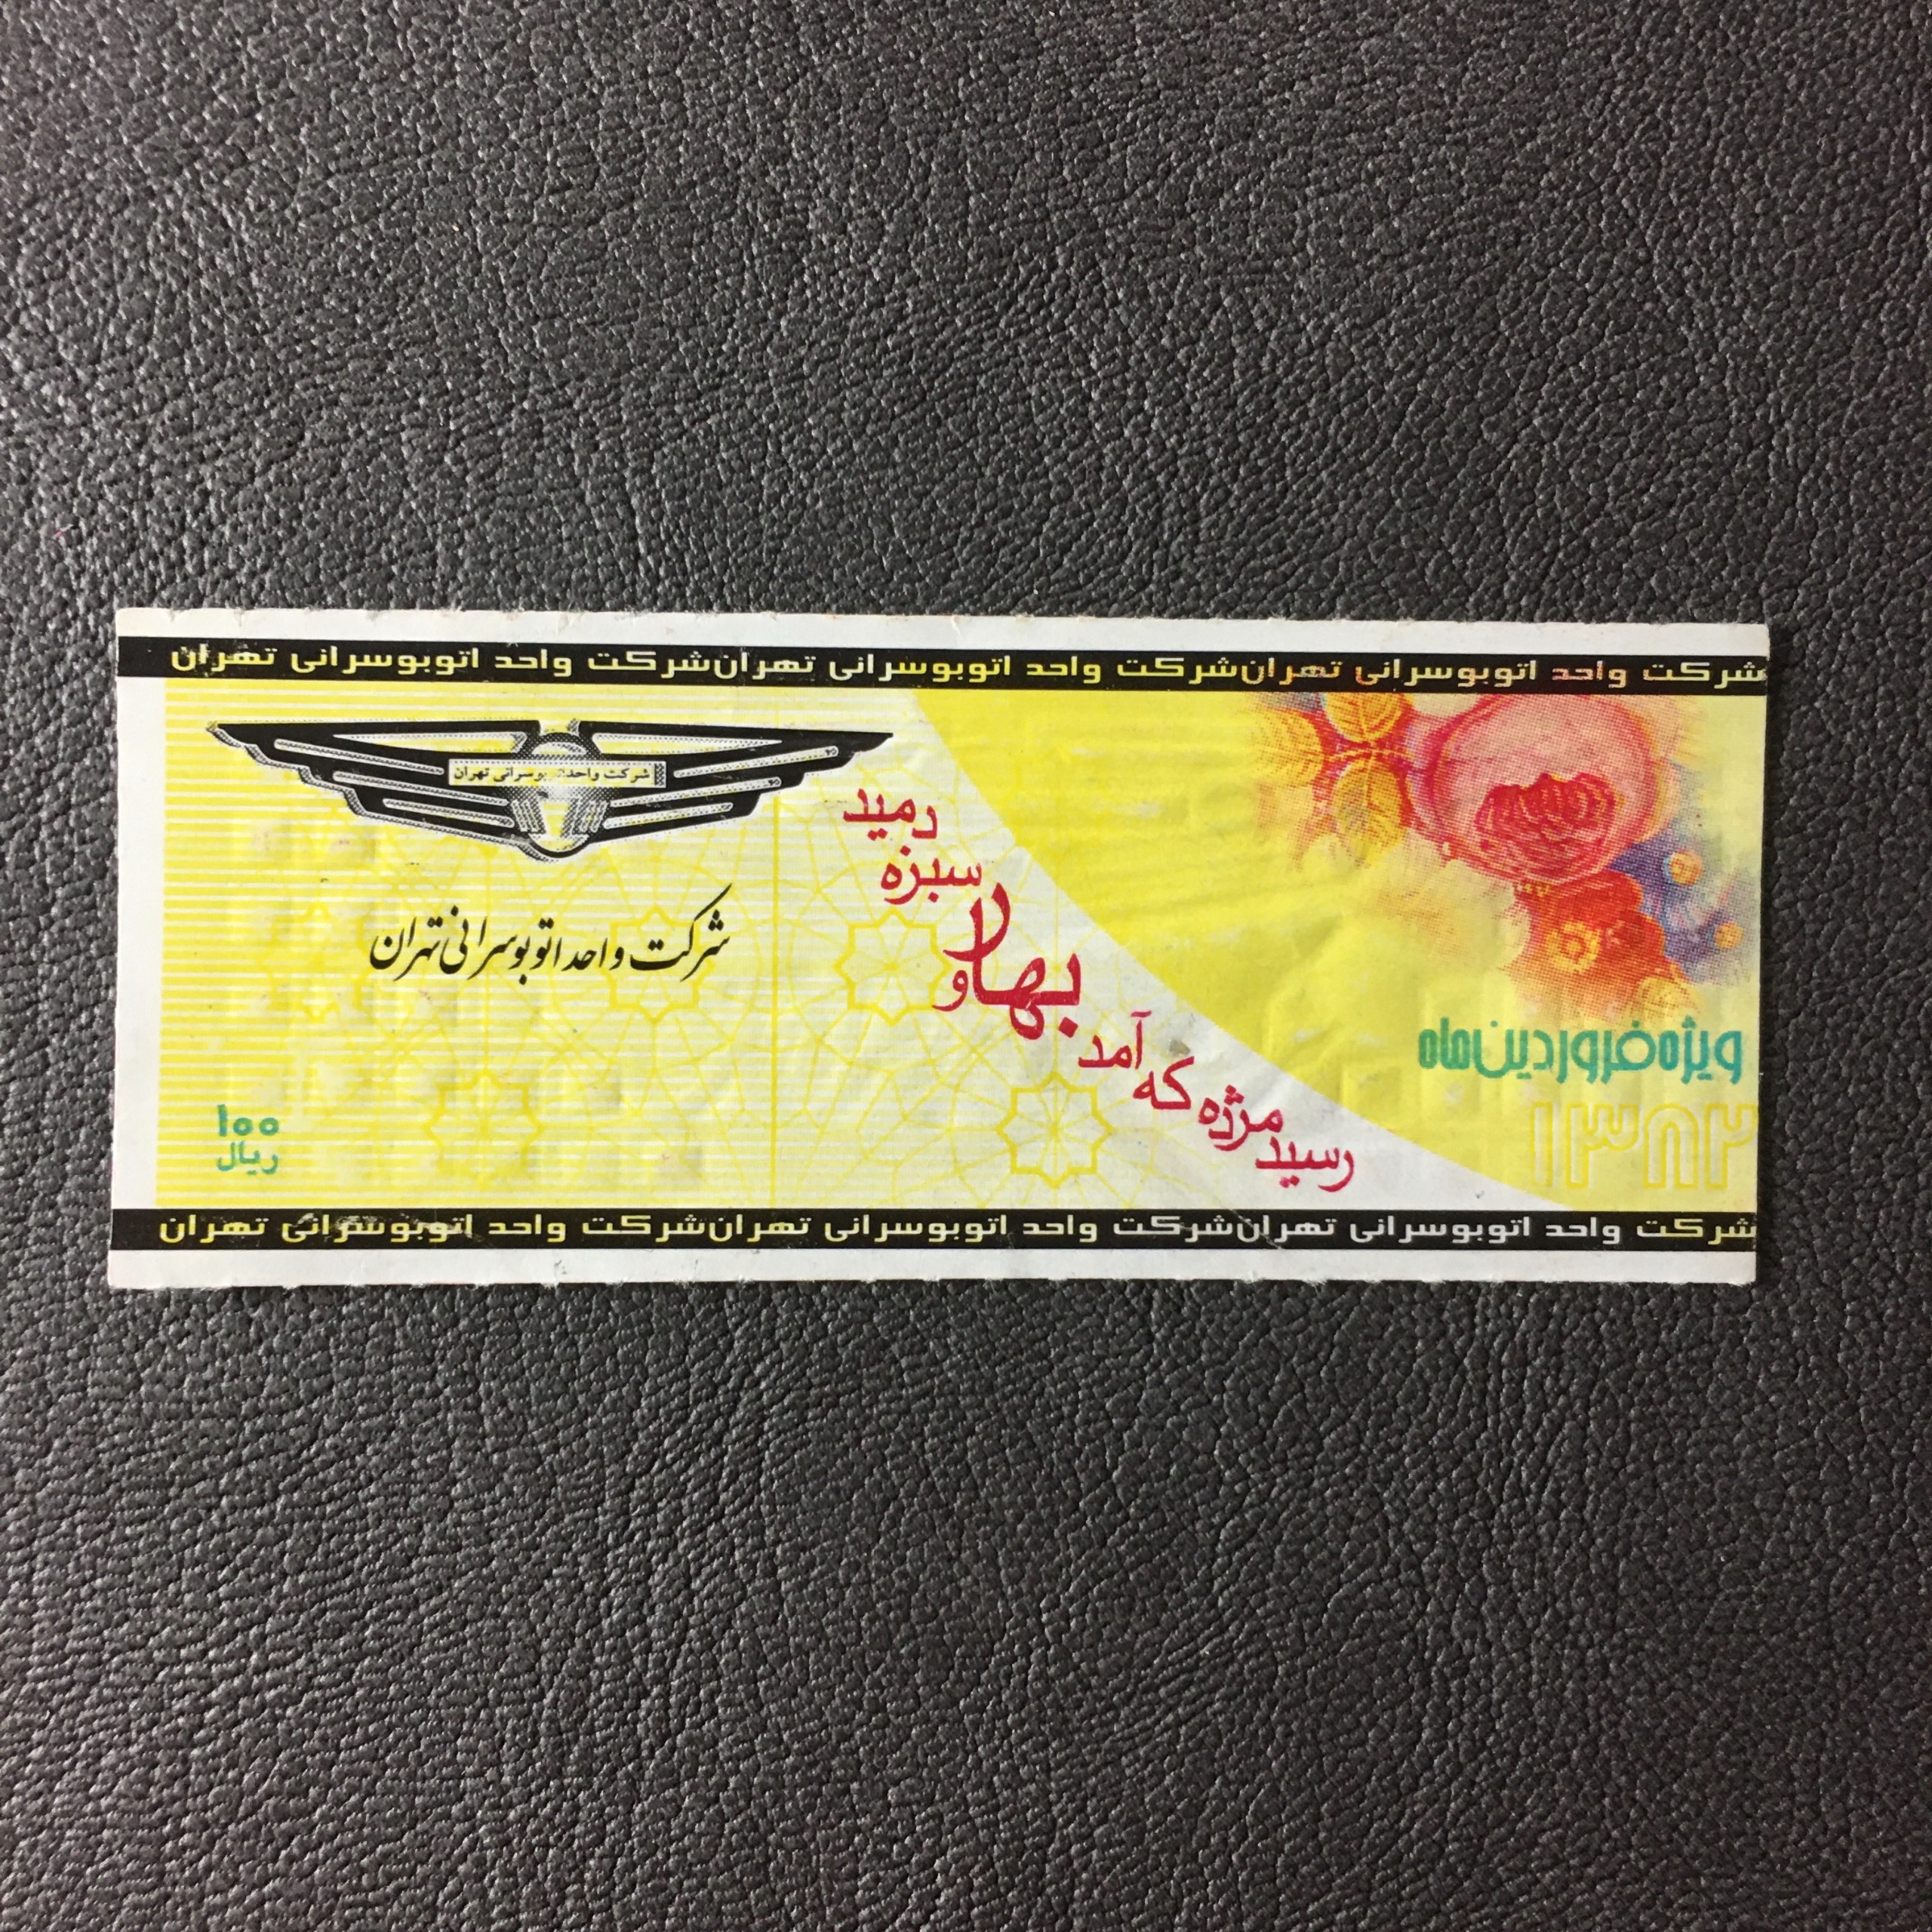 شرکت واحد اتوبوسرانی تهران شرکت واحد اتوبوسرانی تهران شرکت واحد اتوبوسرانی تهران
شرکت واحد اتوبوسرانی تهران
شرکت واحد اتوبوسرانی تهران
رسید مژده که آمد بهار و سبزه دمید
ویژه فروردین ماه
۱۳۸۲
۱۰۰
ریال
شرکت واحد اتوبوسرانی تهران شرکت واحد اتوبوسرانی تهران شرکت واحد اتوبوسرانی تهران